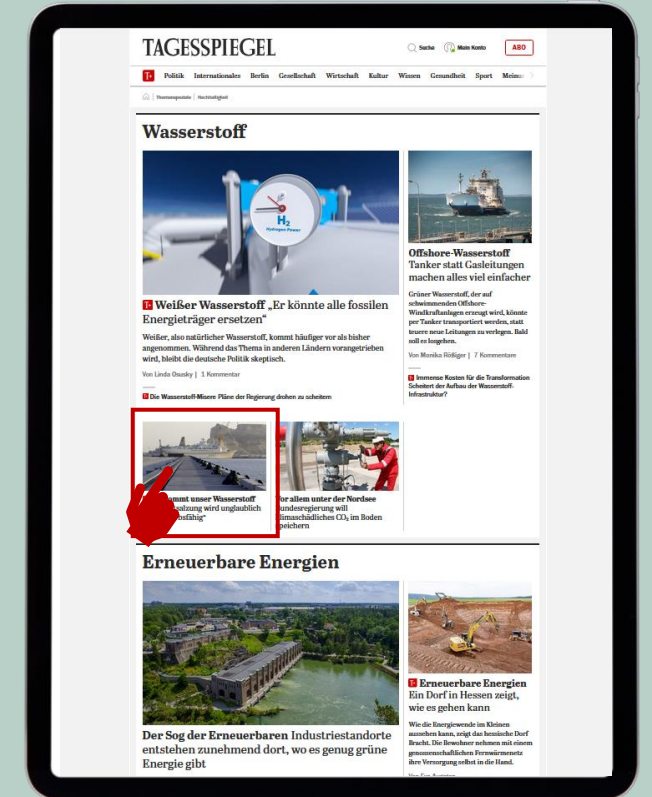 TAGESSPIEGEL
Suche Mein Konto ABO
T+ Politik Internationales Berlin Gesellschaft Wirtschaft Kultur Wissen Gesundheit Sport
Themenspeziale | Nachhaltigkeit
Wasserstoff
H₂
Hydrogen Power
T+ Weißer Wasserstoff „Er könnte alle fossilen
Energieträger ersetzen“
Weißer, also natürlicher Wasserstoff, kommt häufiger vor als bisher
angenommen. Während das Thema in anderen Ländern vorangetrieben
wird, bleibt die deutsche Politik skeptisch.
Von Linda Osusky | 1 Kommentar
T+ Die Wasserstoff-Misere Pläne der Regierung drohen zu scheitern
Offshore-Wasserstoff
Tanker statt Gasleitungen
machen alles viel einfacher
Grüner Wasserstoff, der auf
schwimmenden Offshore-
Windkraftanlagen erzeugt wird, könnte
per Tanker transportiert werden, statt
teuere neue Leitungen zu verlegen. Bald
soll es losgehen.
Von Monika Rößiger | 7 Kommentare
T+ Immense Kosten für die Transformation
Scheitert der Aufbau der Wasserstoff-
Infrastruktur?
unser Wasserstoff
wird unglaublich
Vor allem unter der Nordsee
Bundesregierung will
klimaschädliches CO₂ im Boden
speichern
Erneuerbare Energien
Der Sog der Erneuerbaren Industriestandorte
entstehen zunehmend dort, wo es genug grüne
Energie gibt
T+ Erneuerbare Energien
Ein Dorf in Hessen zeigt,
wie es gehen kann
Wie die Energiewende im Kleinen
aussehen kann, zeigt das hessische Dorf
Bracht. Die Bewohner nehmen mit einem
genossenschaftlichen Fernwärmenetz
ihre Versorgung selbst in die Hand.